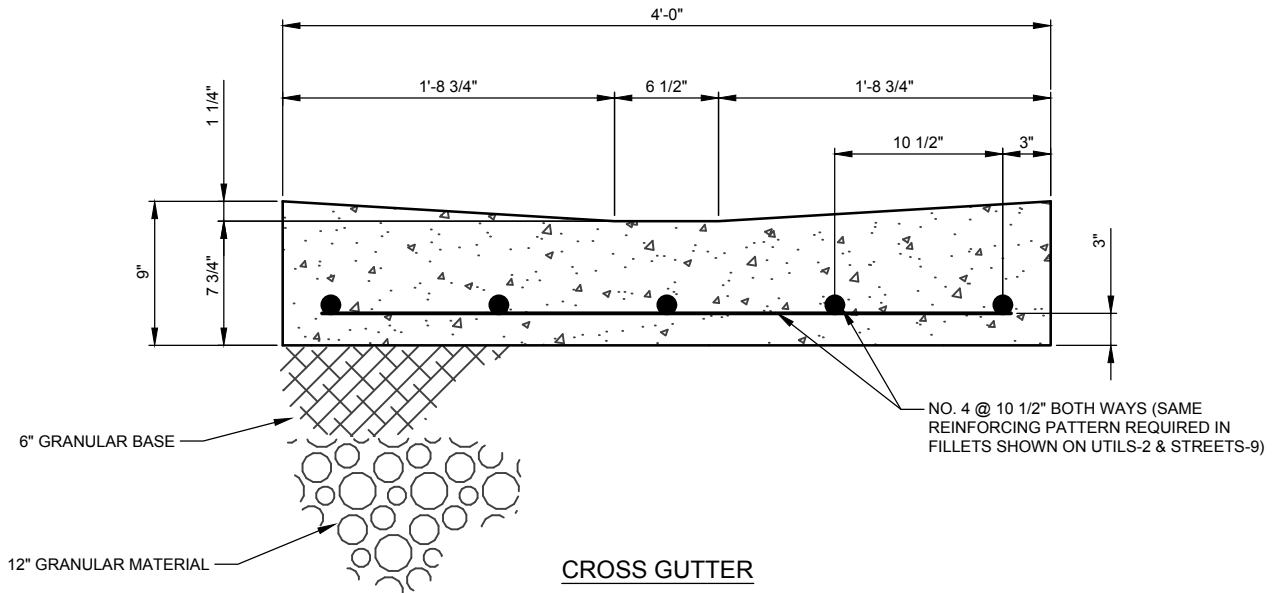 4'-0"
1'-8 3/4"
6 1/2"
1'-8 3/4"
1 1/4"
10 1/2"
3"
9"
7 3/4"
3"
NO. 4 @ 10 1/2" BOTH WAYS (SAME
REINFORCING PATTERN REQUIRED IN
FILLETS SHOWN ON UTILS-2 & STREETS-9)
6" GRANULAR BASE
12" GRANULAR MATERIAL
CROSS GUTTER